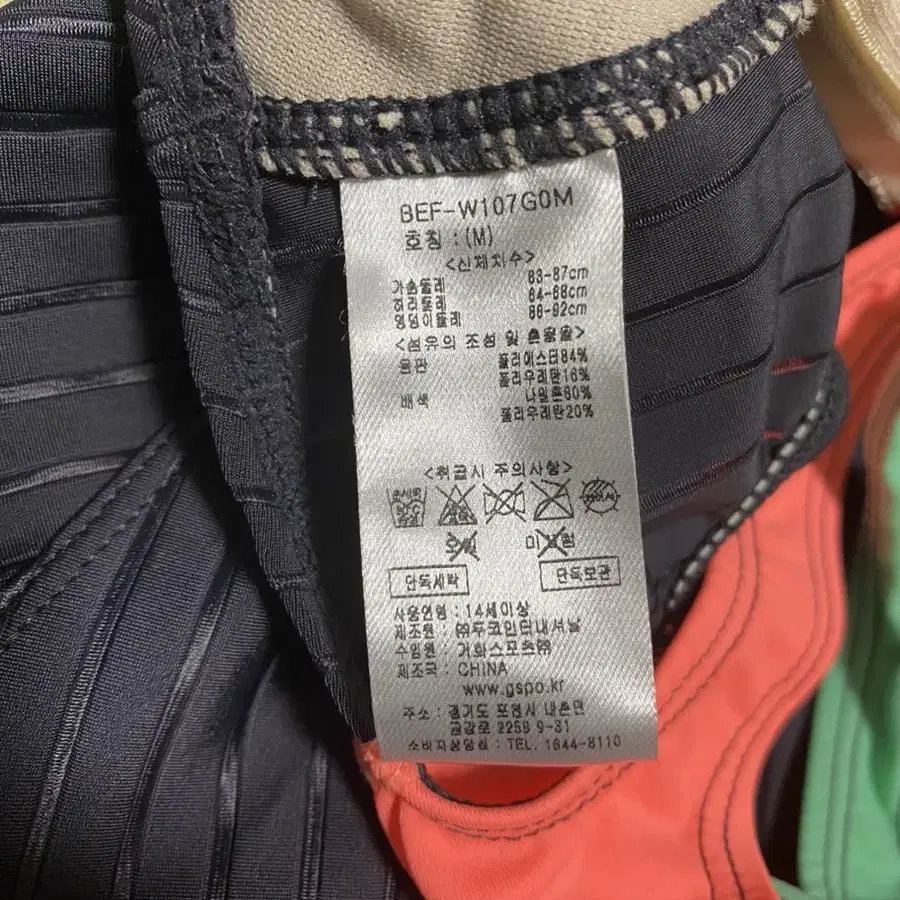 BEF-W107G0M
호칭 : (M)
<신체치수>
가슴둘레 83-87cm
허리둘레 64-68cm
엉덩이둘레 86-92cm
<섬유의 조성 및 혼용율>
몸판 폴리에스터84%
폴리우레탄16%
배색 나일론80%
폴리우레탄20%
<취급시 주의사항>
단독세탁
단독보관
사용연령 : 14세이상
제조원 : ㈜두코인터내셔날
수입원 : 거화스포츠㈜
제조국 : CHINA
www.gspo.kr
주소 : 경기도 포천시 내촌면
금강로 2258 9-31
소비자상담실 : TEL. 1644-8110